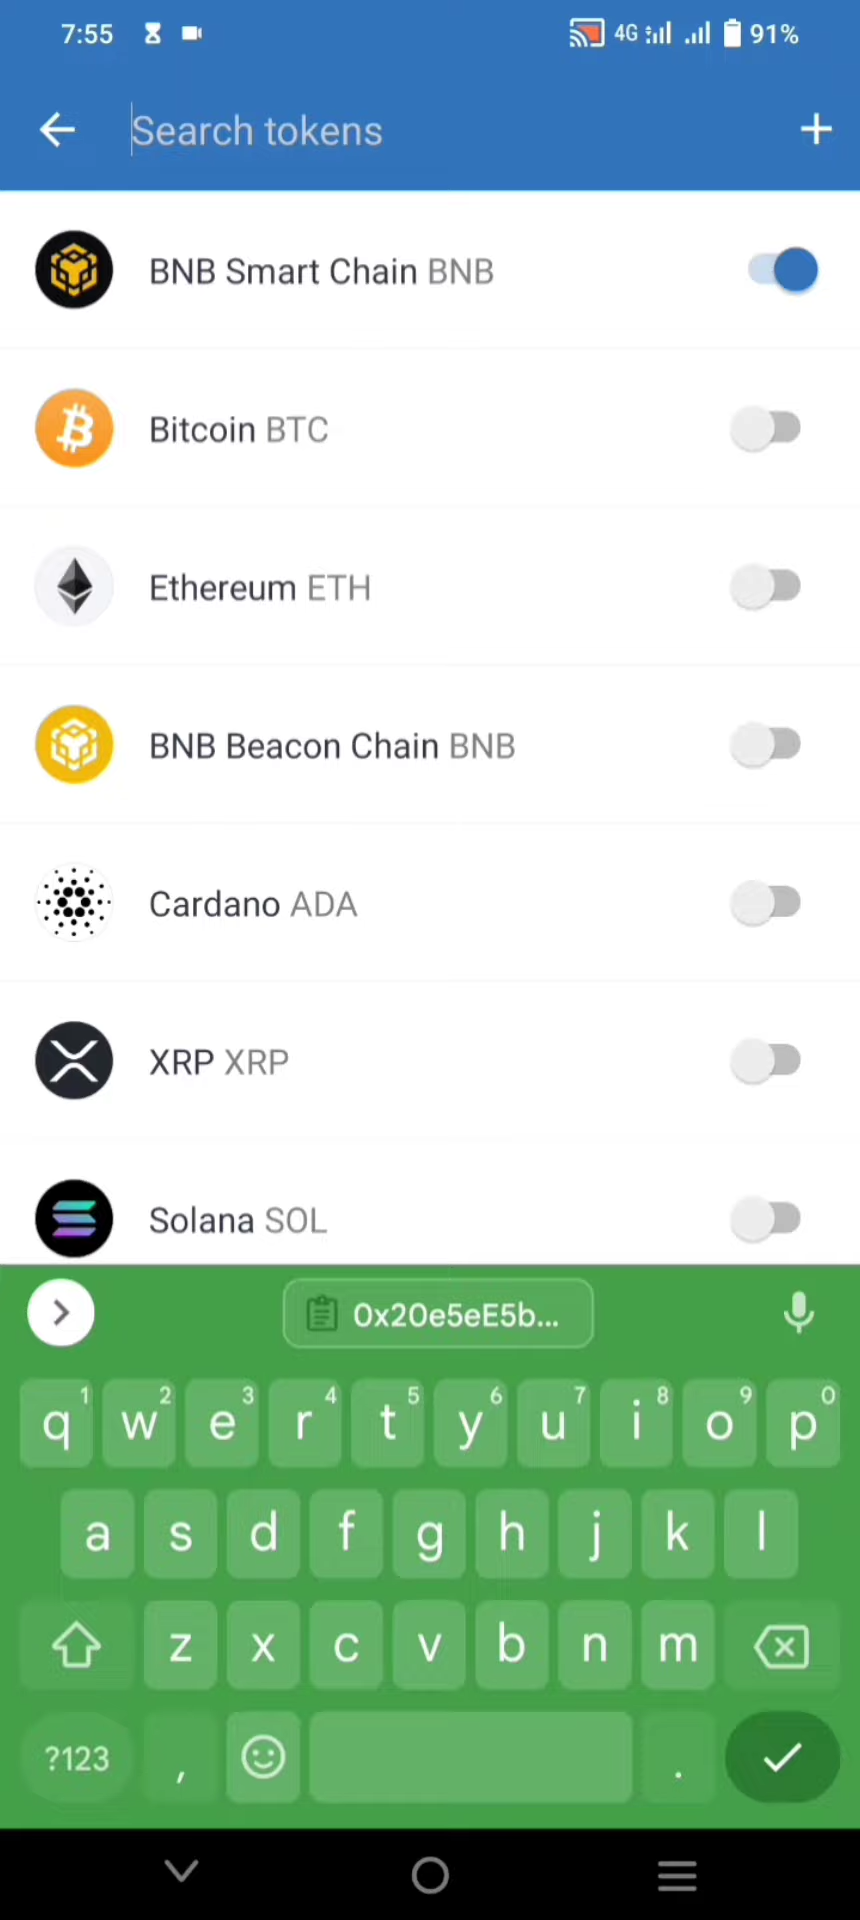 7:55 4G 91%
Search tokens
BNB Smart Chain BNB
Bitcoin BTC
Ethereum ETH
BNB Beacon Chain BNB
Cardano ADA
XRP XRP
Solana SOL
0x20e5eE5b...
1 2 3 4 5 6 7 8 9 0
q w e r t y u i o p
a s d f g h j k l
z x c v b n m
?123 , .